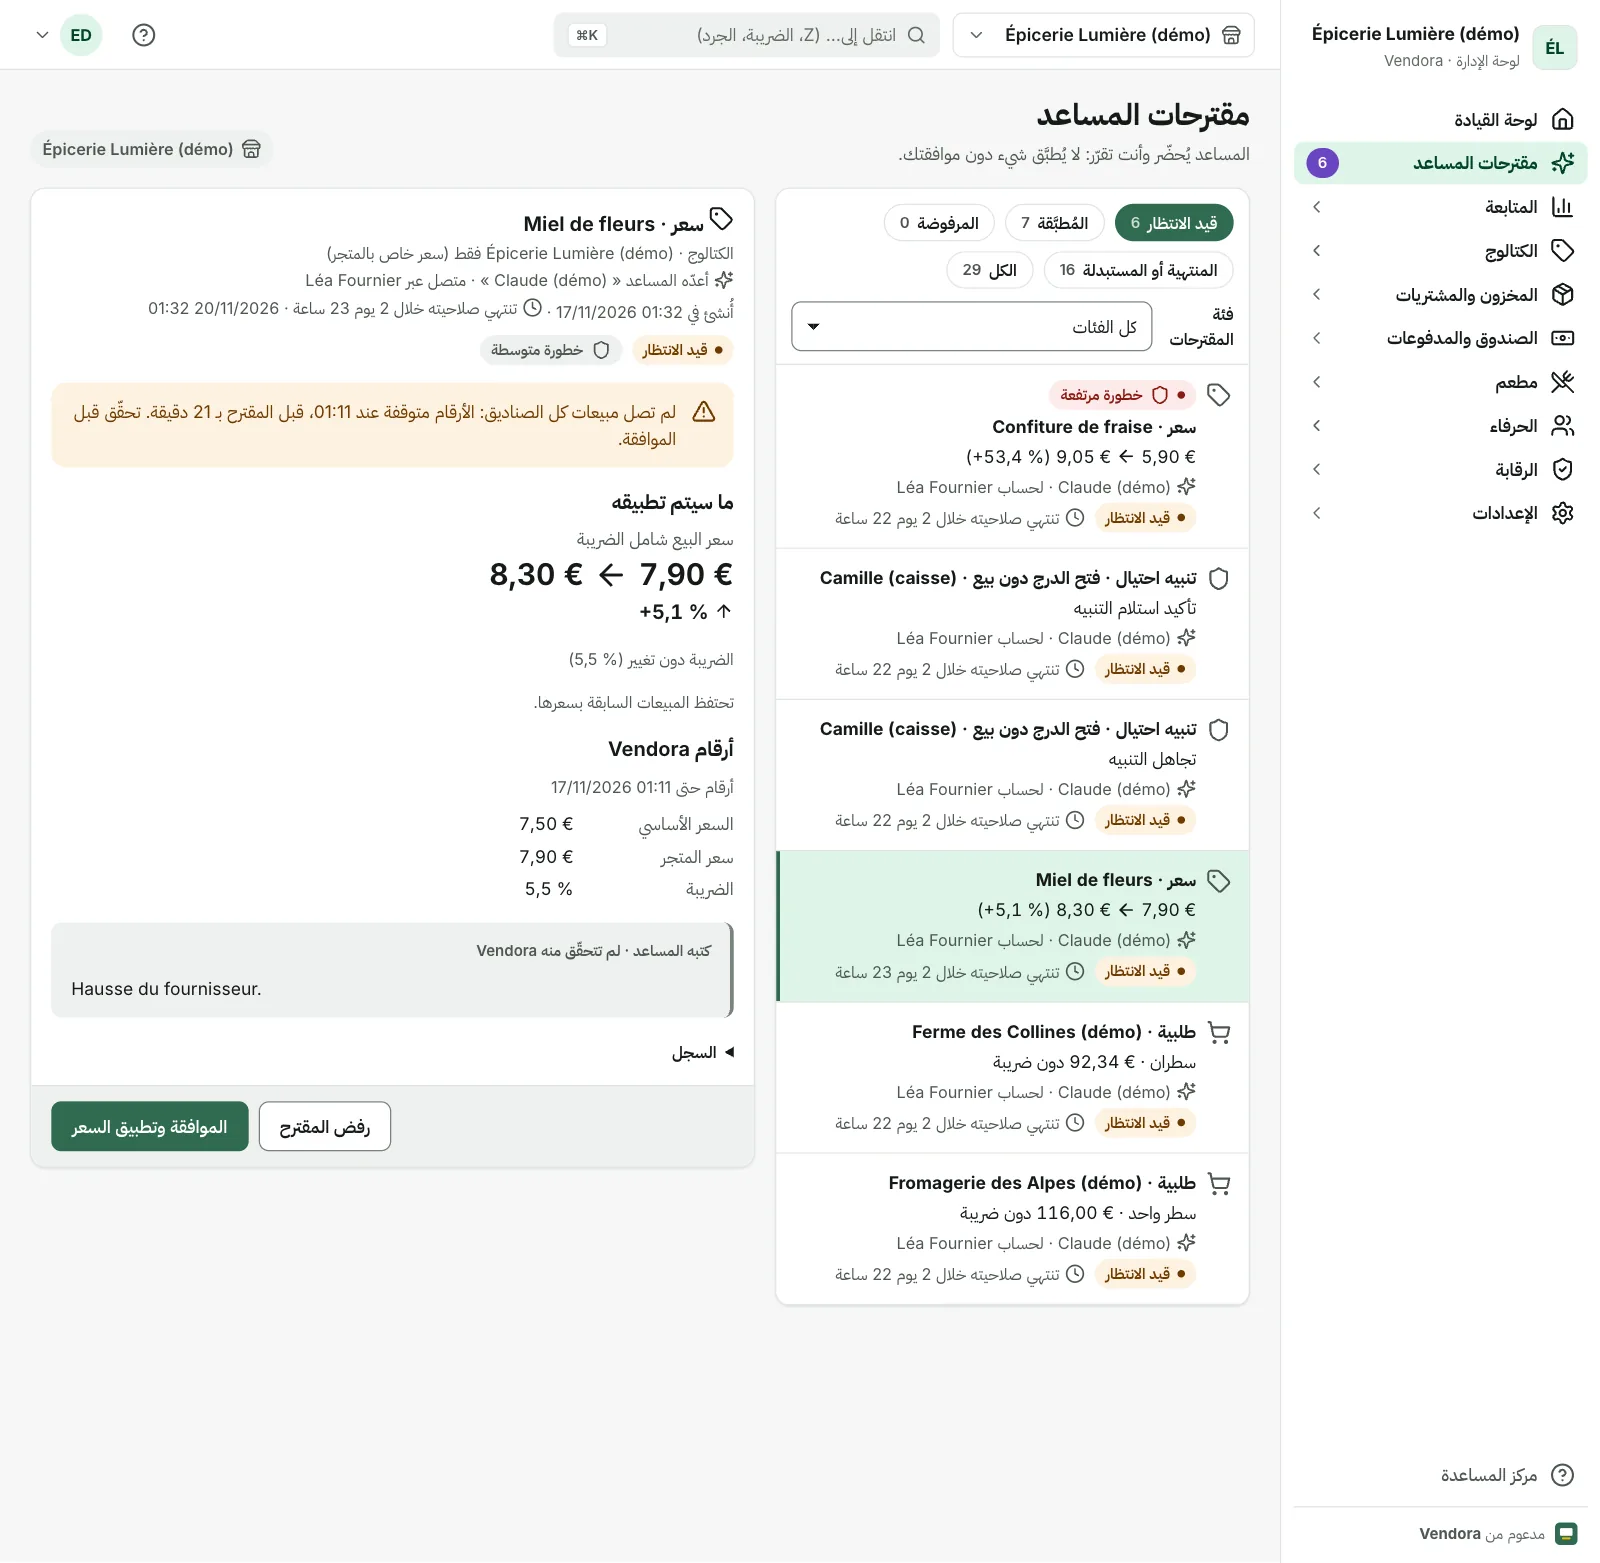 ÉL
Épicerie Lumière (démo)
لوحة الإدارة · Vendora
لوحة القيادة
مقترحات المساعد
6
المتابعة
الكتالوج
المخزون والمشتريات
الصندوق والمدفوعات
مطعم
الحرفاء
الرقابة
الإعدادات
مركز المساعدة
مدعوم من Vendora
Épicerie Lumière (démo)
انتقل إلى... (Z، الضريبة، الجرد)
⌘K
ED
مقترحات المساعد
المساعد يُحضّر وأنت تقرّر: لا يُطبَّق شيء دون موافقتك.
Épicerie Lumière (démo)
قيد الانتظار 6
المُطبَّقة 7
المرفوضة 0
المنتهية أو المستبدلة 16
الكل 29
فئة المقترحات
كل الفئات
خطورة مرتفعة
سعر · Confiture de fraise
5,90 € ← 9,05 € (+53,4 %)
Claude (démo) · لحساب Léa Fournier
قيد الانتظار
تنتهي صلاحيته خلال 2 يوم 22 ساعة
تنبيه احتيال · فتح الدرج دون بيع · Camille (caisse)
تأكيد استلام التنبيه
Claude (démo) · لحساب Léa Fournier
قيد الانتظار
تنتهي صلاحيته خلال 2 يوم 22 ساعة
تنبيه احتيال · فتح الدرج دون بيع · Camille (caisse)
تجاهل التنبيه
Claude (démo) · لحساب Léa Fournier
قيد الانتظار
تنتهي صلاحيته خلال 2 يوم 22 ساعة
سعر · Miel de fleurs
7,90 € ← 8,30 € (+5,1 %)
Claude (démo) · لحساب Léa Fournier
قيد الانتظار
تنتهي صلاحيته خلال 2 يوم 23 ساعة
طلبية · Ferme des Collines (démo)
سطران · 92,34 € دون ضريبة
Claude (démo) · لحساب Léa Fournier
قيد الانتظار
تنتهي صلاحيته خلال 2 يوم 22 ساعة
طلبية · Fromagerie des Alpes (démo)
سطر واحد · 116,00 € دون ضريبة
Claude (démo) · لحساب Léa Fournier
قيد الانتظار
تنتهي صلاحيته خلال 2 يوم 22 ساعة
سعر · Miel de fleurs
الكتالوج · Épicerie Lumière (démo) فقط (سعر خاص بالمتجر)
أعدّه المساعد « Claude (démo) » · متصل عبر Léa Fournier
أُنشئ في 17/11/2026 01:32 · تنتهي صلاحيته خلال 2 يوم 23 ساعة · 20/11/2026 01:32
قيد الانتظار
خطورة متوسطة
لم تصل مبيعات كل الصناديق: الأرقام متوقفة عند 01:11، قبل المقترح بـ 21 دقيقة. تحقّق قبل
الموافقة.
ما سيتم تطبيقه
سعر البيع شامل الضريبة
7,90 € ← 8,30 €
↑ +5,1 %
الضريبة دون تغيير (5,5 %)
تحتفظ المبيعات السابقة بسعرها.
أرقام Vendora
أرقام حتى 17/11/2026 01:11
السعر الأساسي 7,50 €
سعر المتجر 7,90 €
الضريبة 5,5 %
كتبه المساعد · لم تتحقّق منه Vendora
Hausse du fournisseur.
السجل
رفض المقترح
الموافقة وتطبيق السعر